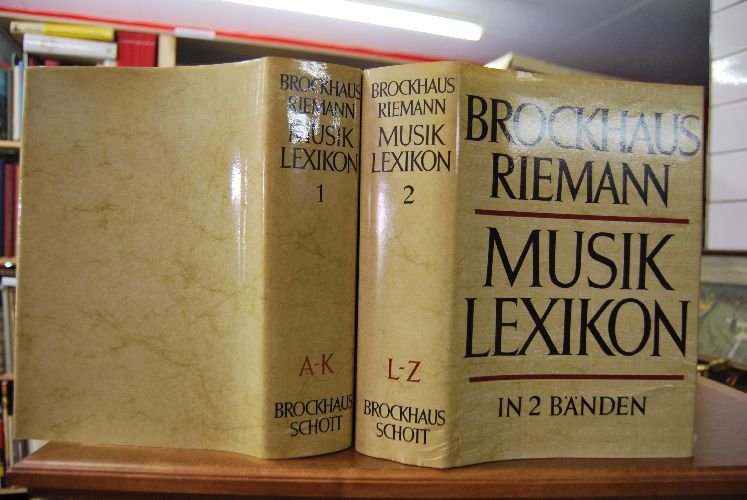 BROCKHAUS
RIEMANN
MUSIK
LEXIKON
1
A-K
BROCKHAUS
SCHOTT
BROCKHAUS
RIEMANN
MUSIK
LEXIKON
2
L-Z
BROCKHAUS
SCHOTT
BROCKHAUS
RIEMANN
MUSIK
LEXIKON
IN 2 BÄNDEN